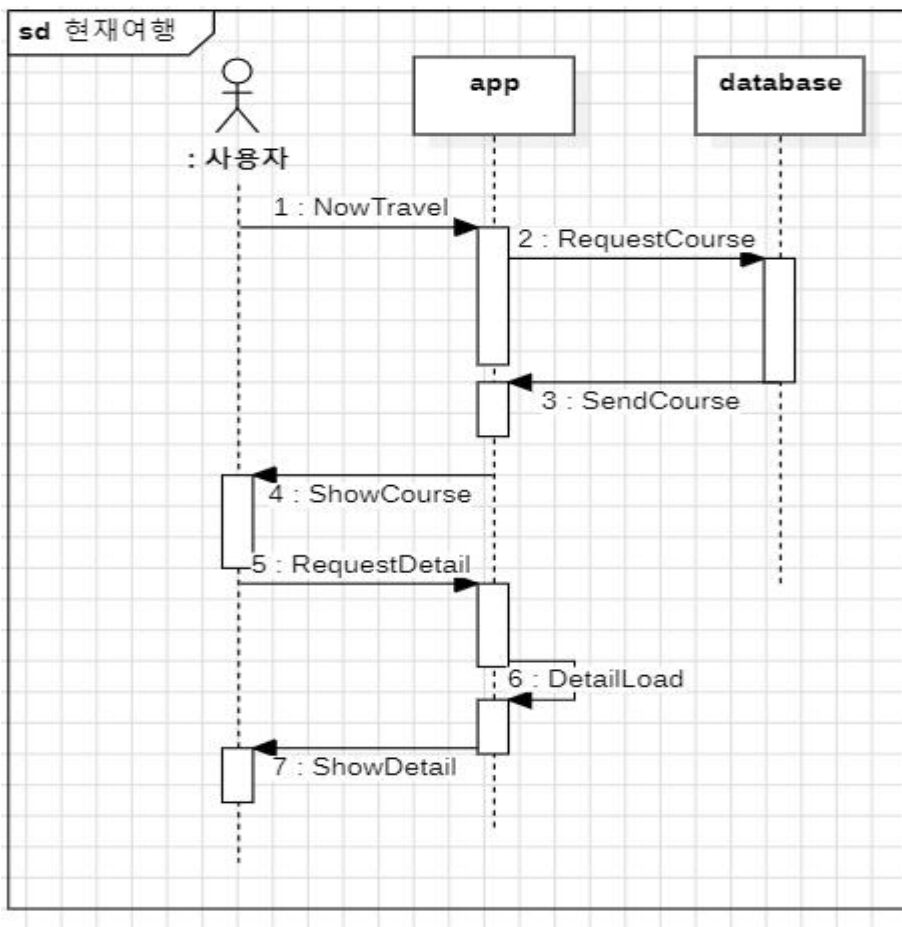 sd 현재여행
app
database
: 사용자
1 : NowTravel
2 : RequestCourse
3 : SendCourse
4 : ShowCourse
5 : RequestDetail
6 : DetailLoad
7 : ShowDetail